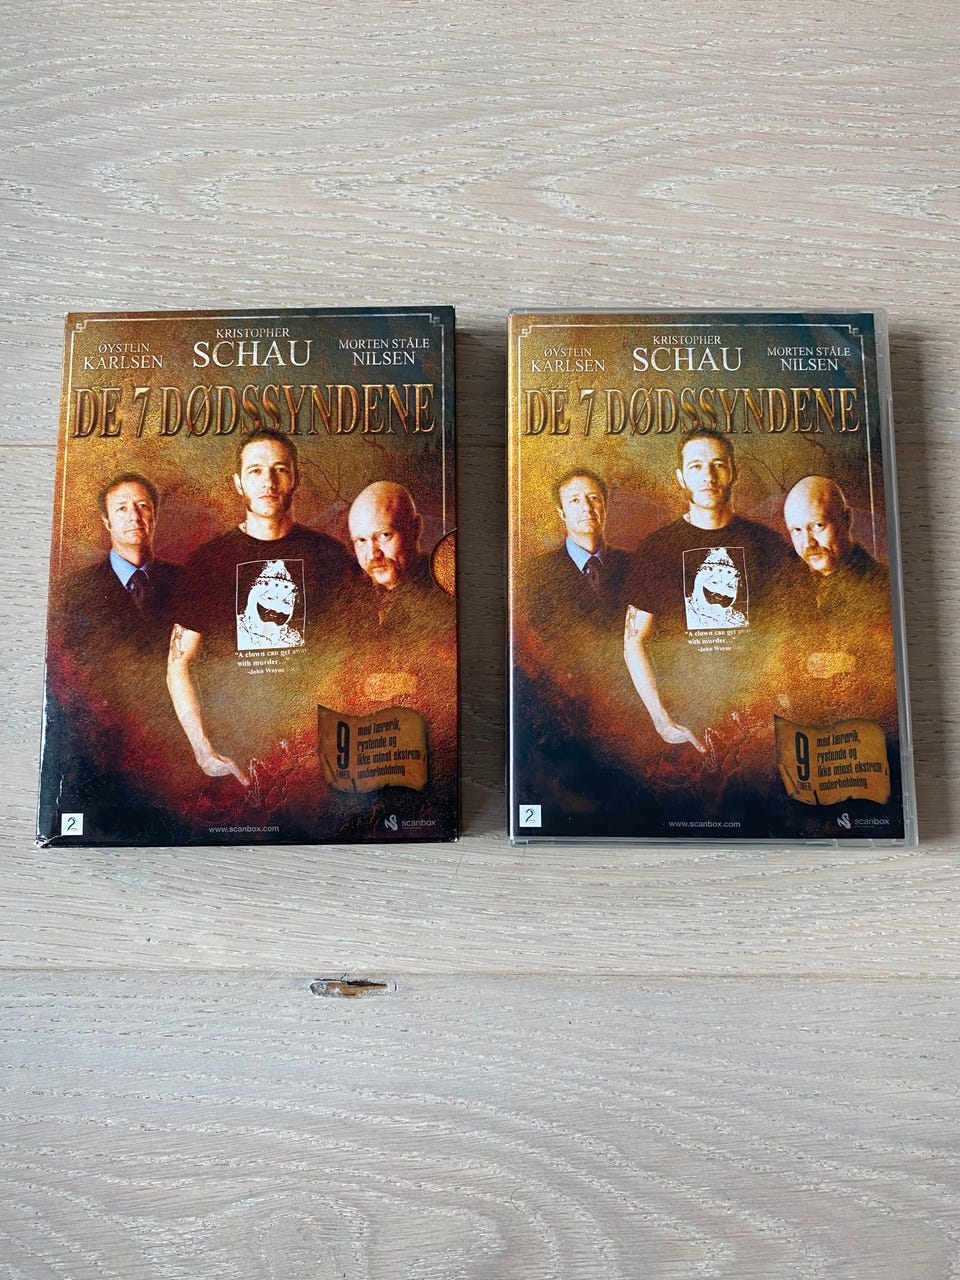 ØYSTEIN
KARLSEN
KRISTOPHER
SCHAU
MORTEN STÅLE
NILSEN
DE 7 DØDSSYNDENE
"A clown can get away
with murder..."
-John Wayne
9
TIMER
med lærerik,
rystende og
ikke minst ekstrem
underholdning
2
www.scanbox.com
scanbox
ØYSTEIN
KARLSEN
KRISTOPHER
SCHAU
MORTEN STÅLE
NILSEN
DE 7 DØDSSYNDENE
"A clown can get away
with murder..."
-John Wayne
9
TIMER
med lærerik,
rystende og
ikke minst ekstrem
underholdning
2
www.scanbox.com
scanbox